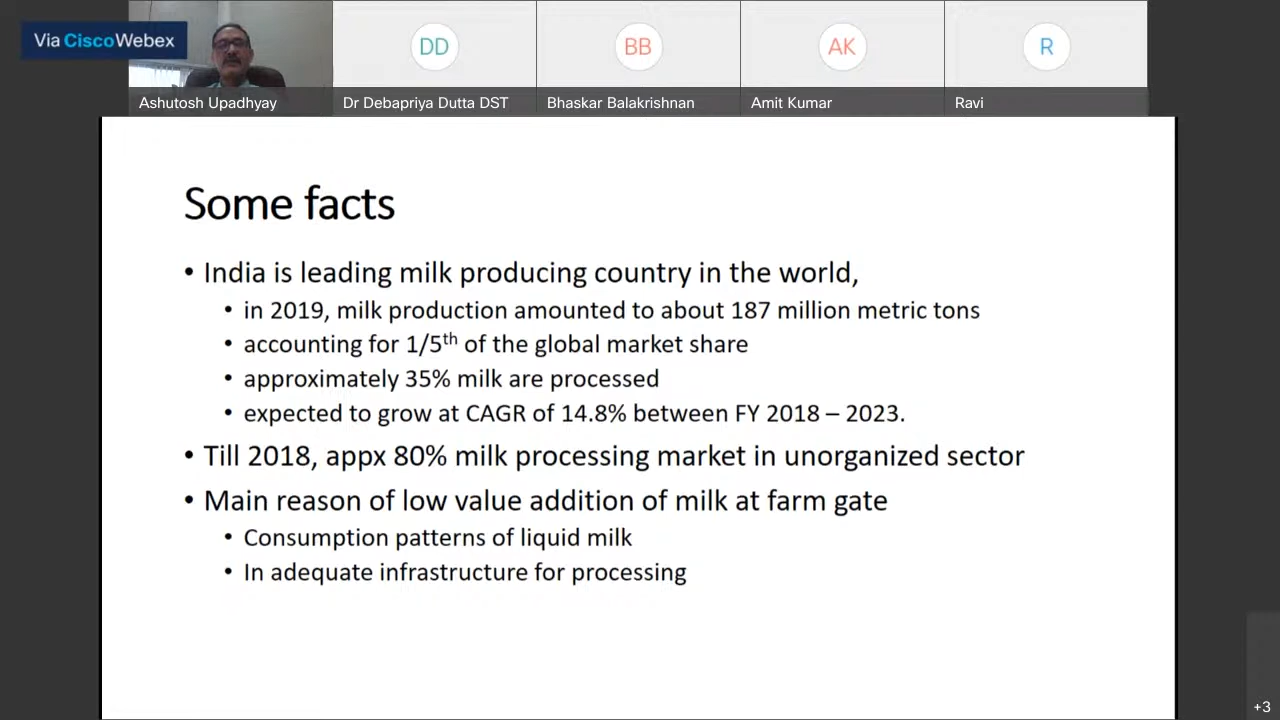 Via CiscoWebex
DD
BB
AK
R
Ashutosh Upadhyay
Dr Debapriya Dutta DST
Bhaskar Balakrishnan
Amit Kumar
Ravi
Some facts
• India is leading milk producing country in the world,
• in 2019, milk production amounted to about 187 million metric tons
• accounting for 1/5th of the global market share
• approximately 35% milk are processed
• expected to grow at CAGR of 14.8% between FY 2018 – 2023.
• Till 2018, appx 80% milk processing market in unorganized sector
• Main reason of low value addition of milk at farm gate
• Consumption patterns of liquid milk
• In adequate infrastructure for processing
+3